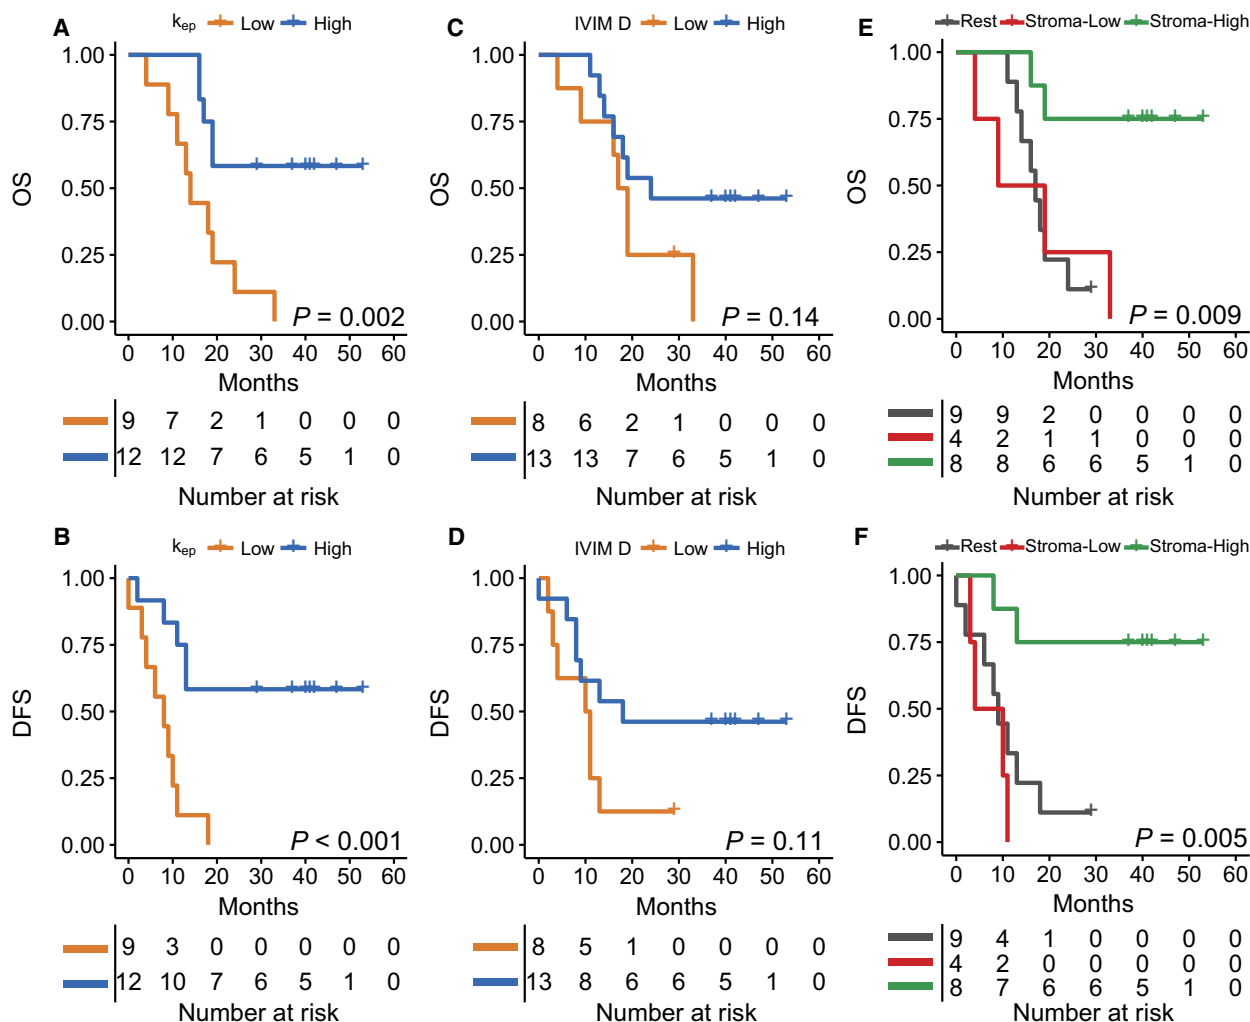 A
k_ep Low High
OS
1.00
0.75
0.50
0.25
0.00
P = 0.002
0 10 20 30 40 50 60
Months
9 7 2 1 0 0 0
12 12 7 6 5 1 0
Number at risk
C
IVIM D Low High
OS
1.00
0.75
0.50
0.25
0.00
P = 0.14
0 10 20 30 40 50 60
Months
8 6 2 1 0 0 0
13 13 7 6 5 1 0
Number at risk
E
Rest Stroma-Low Stroma-High
OS
1.00
0.75
0.50
0.25
0.00
P = 0.009
0 10 20 30 40 50 60
Months
9 9 2 0 0 0 0
4 2 1 1 0 0 0
8 8 6 6 5 1 0
Number at risk
B
k_ep Low High
DFS
1.00
0.75
0.50
0.25
0.00
P < 0.001
0 10 20 30 40 50 60
Months
9 3 0 0 0 0 0
12 10 7 6 5 1 0
Number at risk
D
IVIM D Low High
DFS
1.00
0.75
0.50
0.25
0.00
P = 0.11
0 10 20 30 40 50 60
Months
8 5 1 0 0 0 0
13 8 6 6 5 1 0
Number at risk
F
Rest Stroma-Low Stroma-High
DFS
1.00
0.75
0.50
0.25
0.00
P = 0.005
0 10 20 30 40 50 60
Months
9 4 1 0 0 0 0
4 2 0 0 0 0 0
8 7 6 6 5 1 0
Number at risk